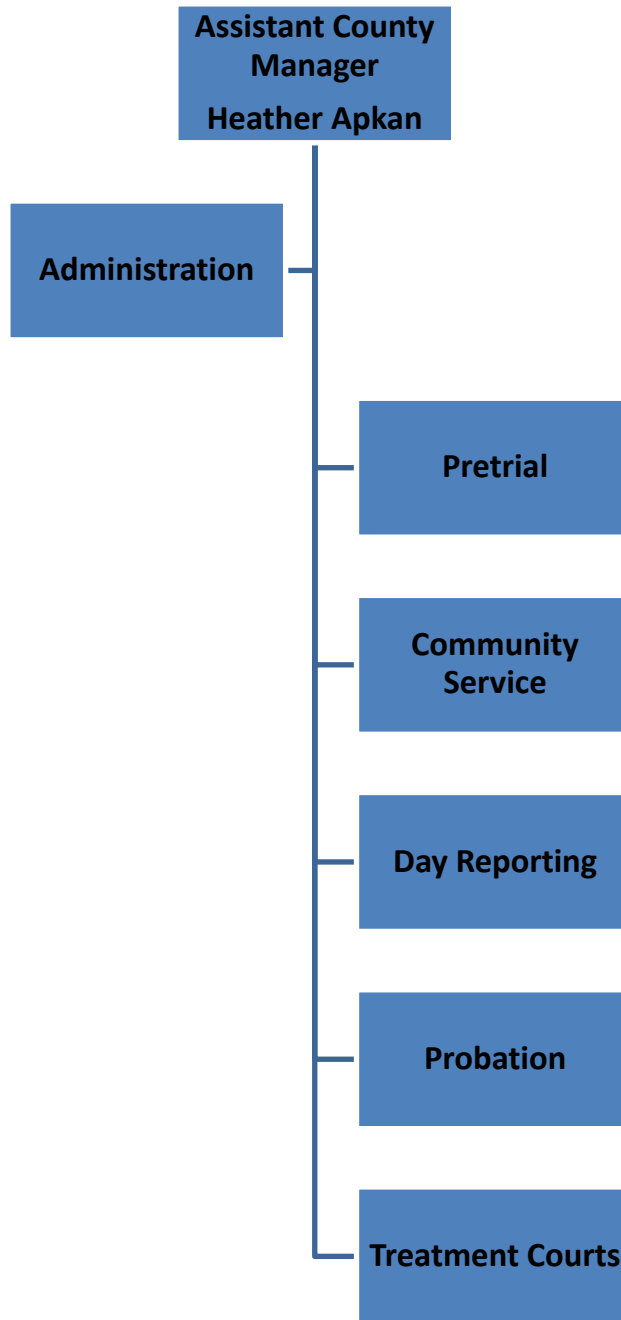 Assistant County
Manager
Heather Apkan
Administration
Pretrial
Community
Service
Day Reporting
Probation
Treatment Courts